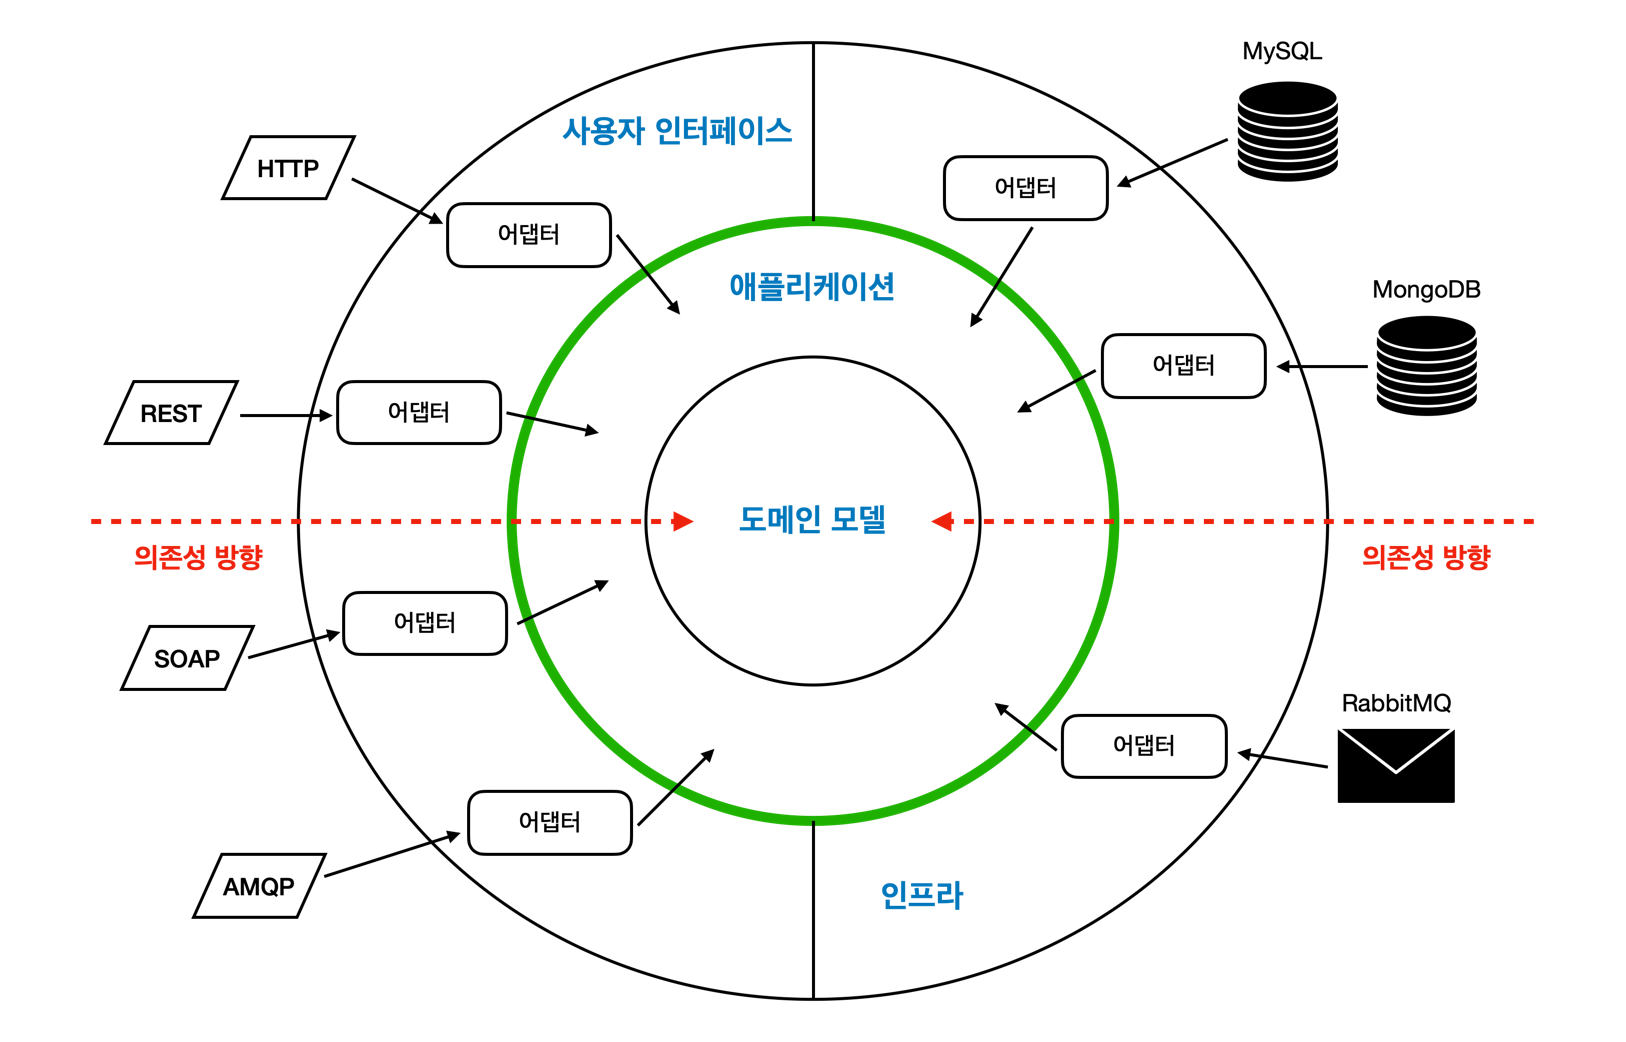 MySQL
사용자 인터페이스
HTTP
어댑터
어댑터
애플리케이션
MongoDB
어댑터
REST
어댑터
도메인 모델
의존성 방향
의존성 방향
어댑터
SOAP
RabbitMQ
어댑터
어댑터
AMQP
인프라